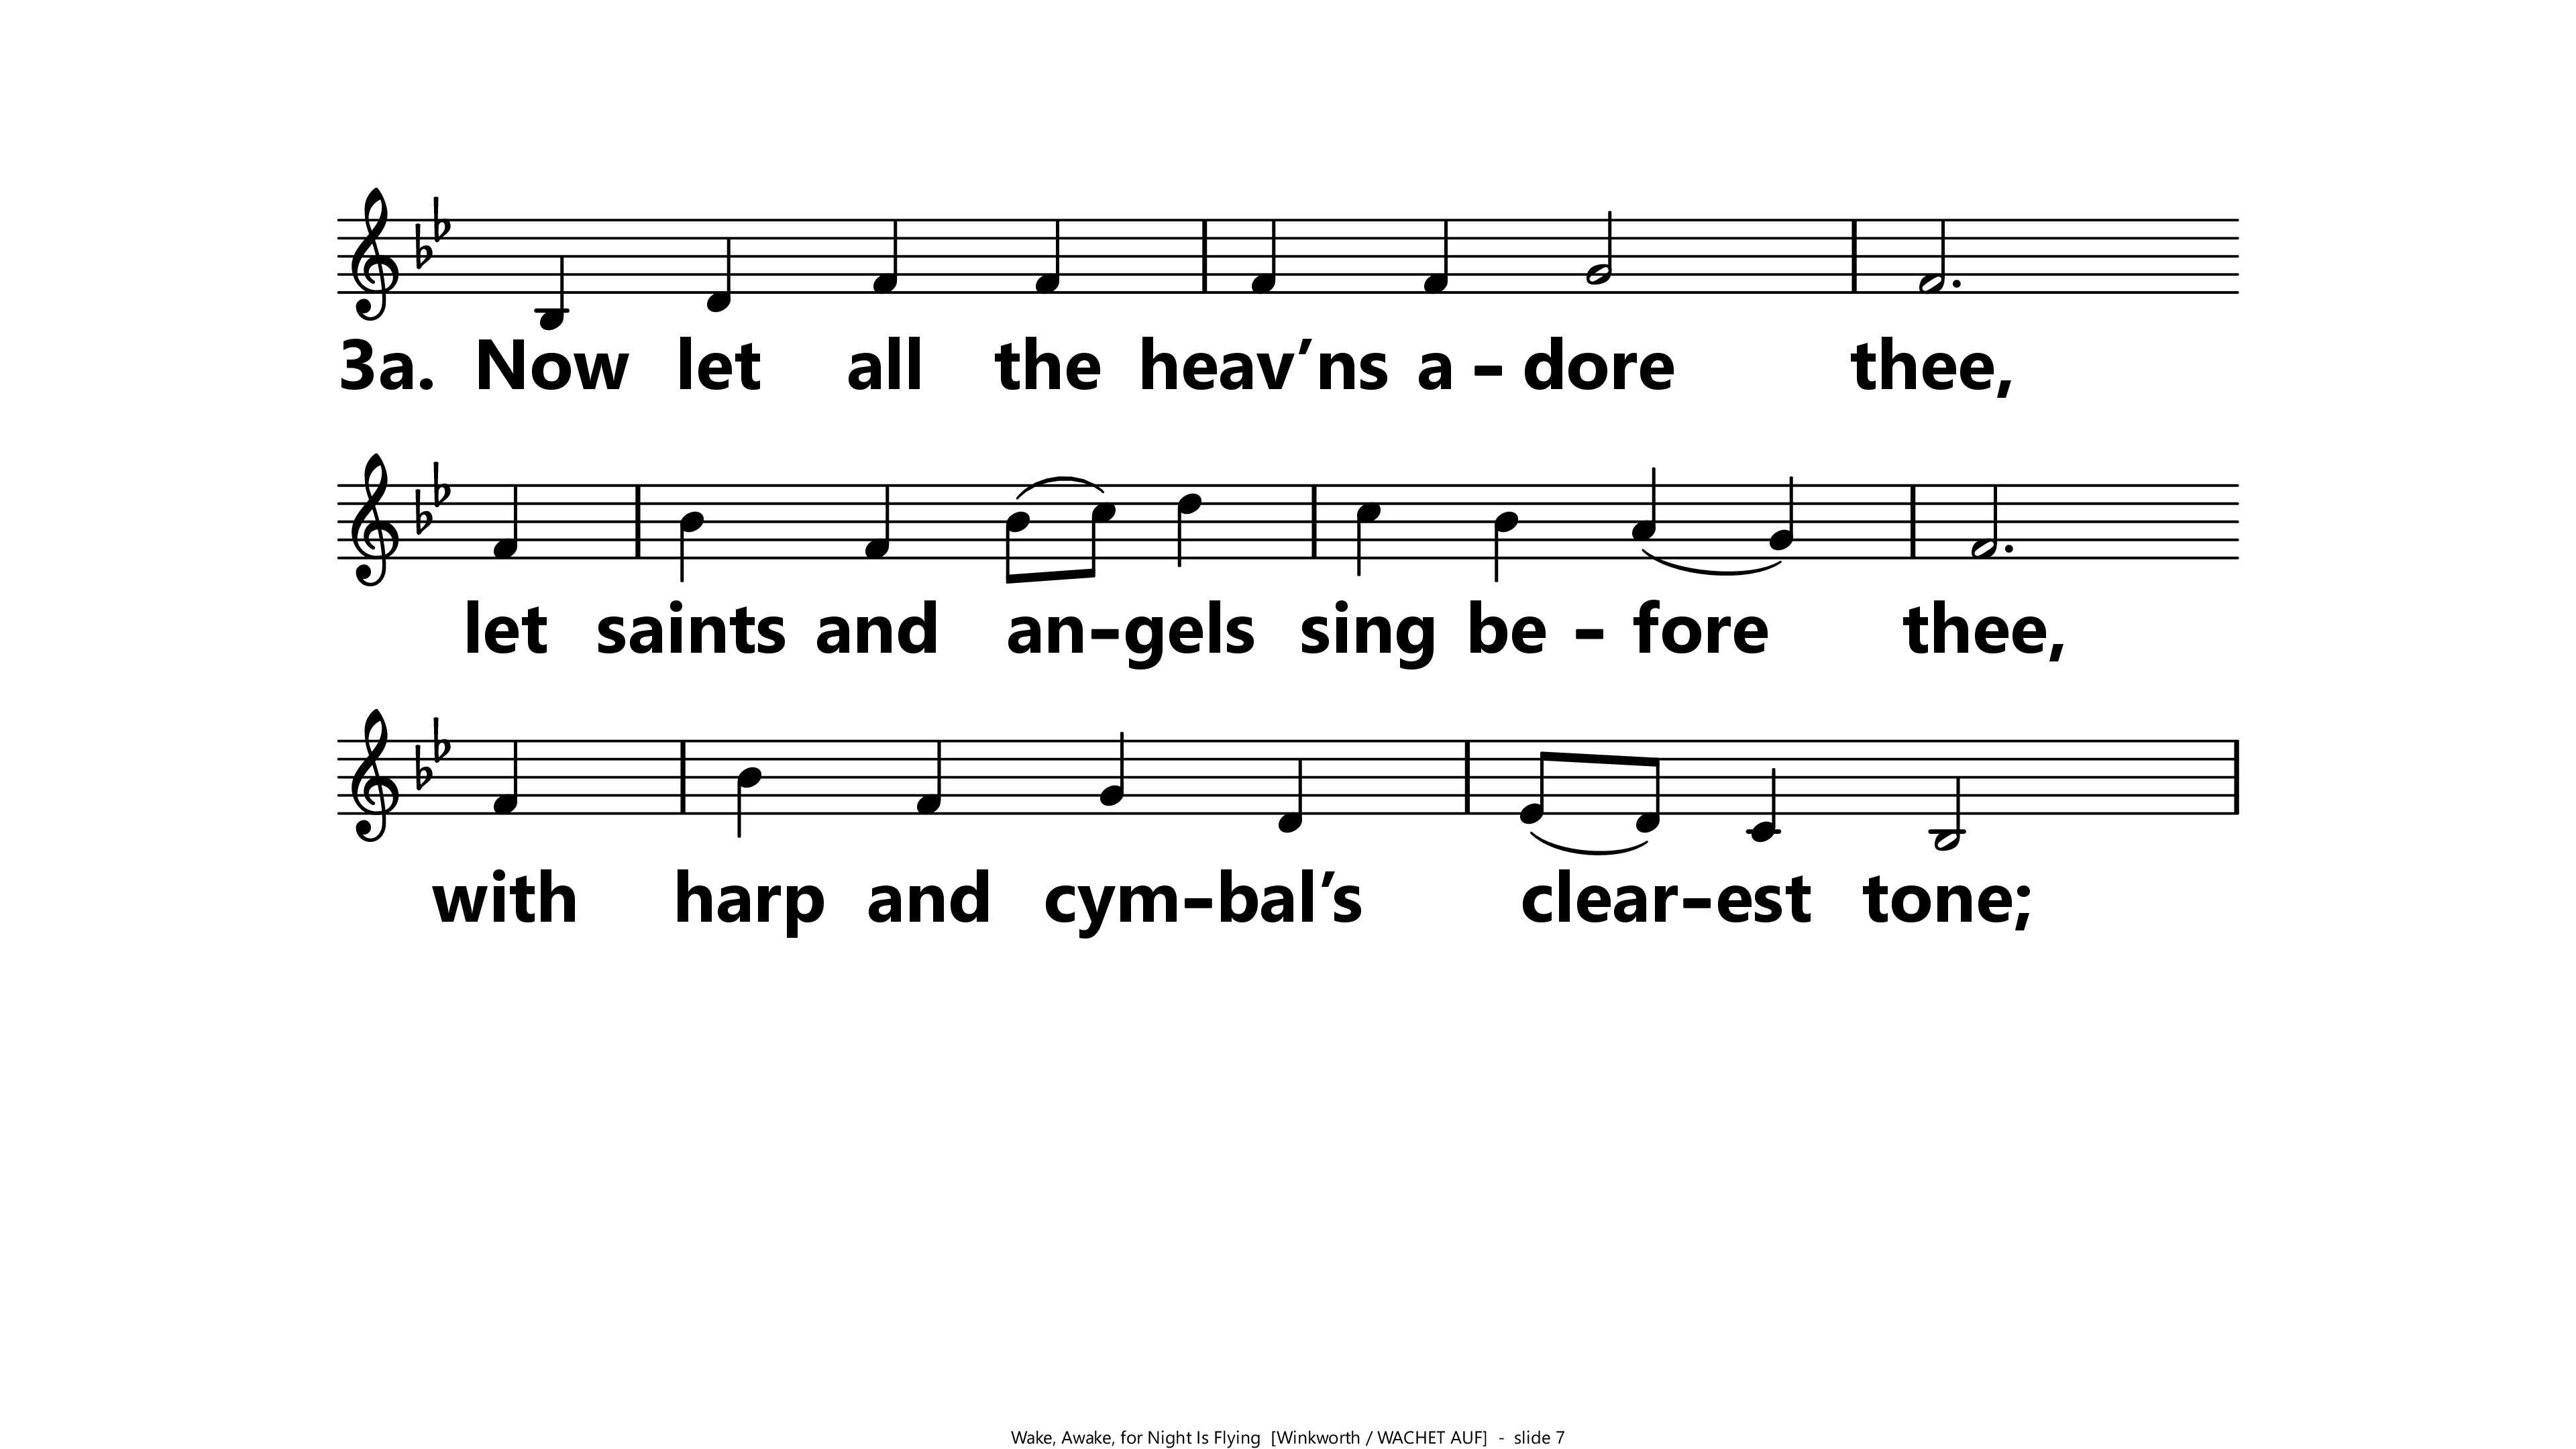 3a. Now let all the heav’ns a - dore thee,
let saints and an-gels sing be - fore thee,
with harp and cym-bal’s clear-est tone;
Wake, Awake, for Night Is Flying [Winkworth / WACHET AUF] - slide 7